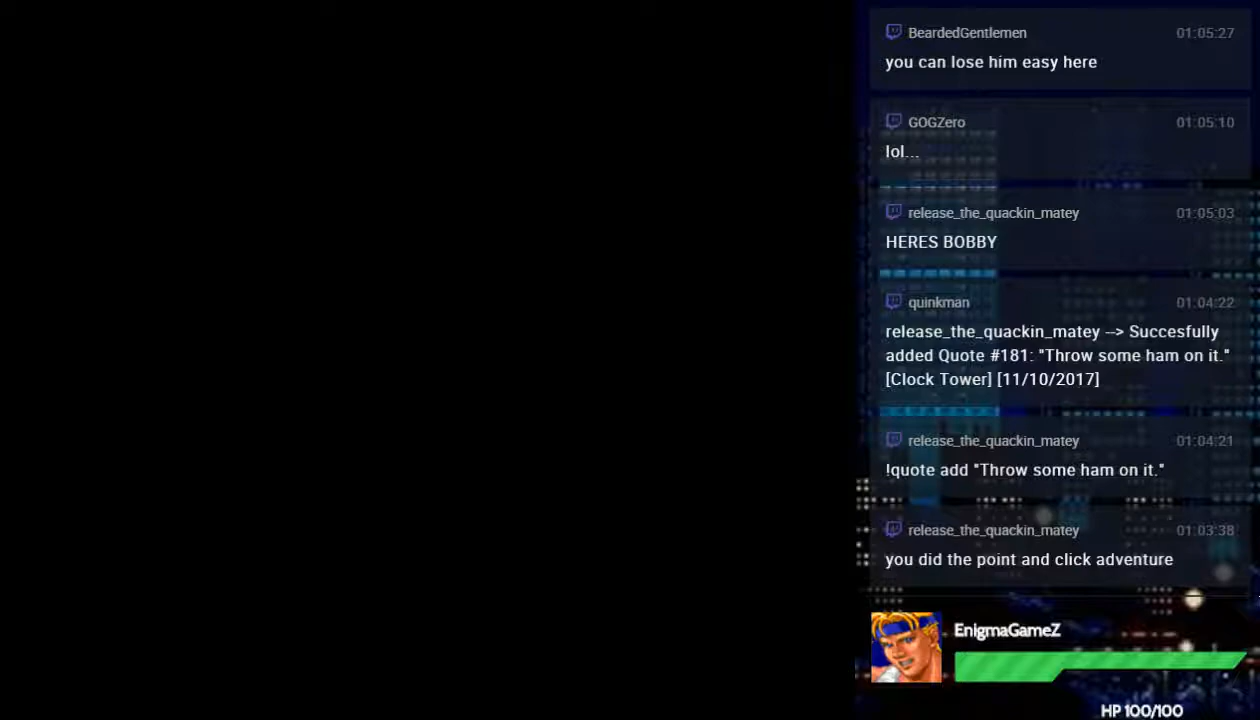 BeardedGentlemen 01:05:27
you can lose him easy here
GOGZero 01:05:10
lol...
release_the_quackin_matey 01:05:03
HERES BOBBY
quinkman 01:04:22
release_the_quackin_matey --> Succesfully
added Quote #181: "Throw some ham on it."
[Clock Tower] [11/10/2017]
release_the_quackin_matey 01:04:21
!quote add "Throw some ham on it."
release_the_quackin_matey 01:03:38
you did the point and click adventure
EnigmaGameZ
HP 100/100